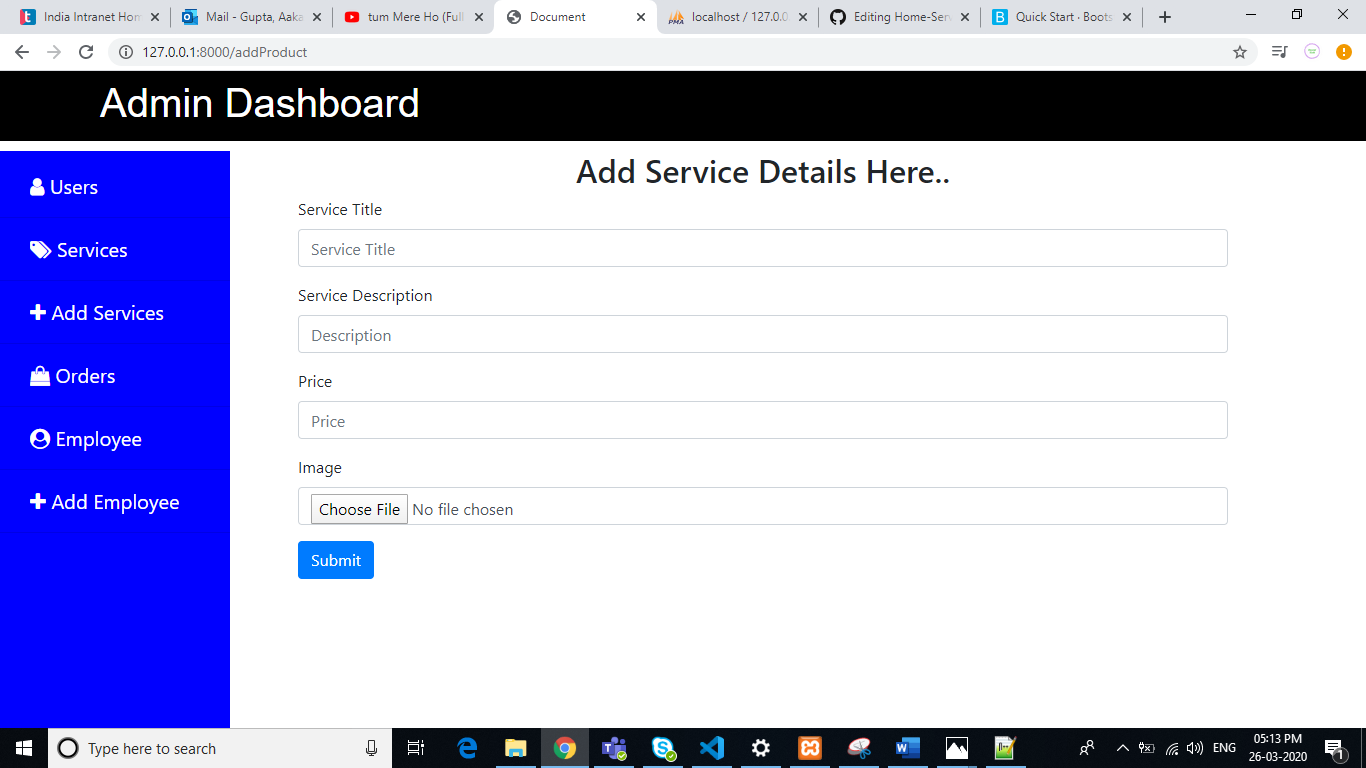 India Intranet Hom
Mail - Gupta, Aaka
tum Mere Ho (Full
Document
localhost / 127.0.0.
Editing Home-Serv
Quick Start · Boots
127.0.0.1:8000/addProduct
Admin Dashboard
Users
Services
Add Services
Orders
Employee
Add Employee
Add Service Details Here..
Service Title
Service Title
Service Description
Description
Price
Price
Image
Choose File No file chosen
Submit
Type here to search
ENG
05:13 PM
26-03-2020
1